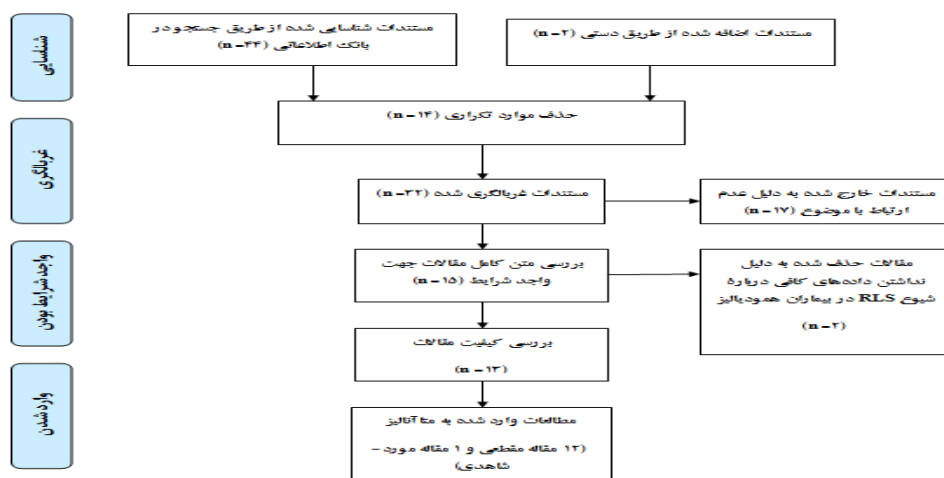 شناسایی
مستندات شناسایی شده از طریق جستجو در
بانک اطلاعاتی (n=۴۴)
مستندات اضافه شده از طریق دستی (n=۲)
حذف موارد تکراری (n=۱۴)
غربالگری
مستندات غربالگری شده (n=۳۲)
مستندات خارج شده به دلیل عدم
ارتباط با موضوع (n=۱۷)
واجد شرایط بودن
بررسی متن کامل مقالات جهت
واجد شرایط (n=۱۵)
مقالات حذف شده به دلیل
نداشتن داده‌های کافی دربارهٔ
شیوع RLS در بیماران همودیالیز
(n=۲)
بررسی کیفیت مقالات
(n=۱۳)
وارد شدن
مطالعات وارد شده به متاآنالیز
(۱۲ مقاله مقطعی و ۱ مقاله مورد-
شاهدی)